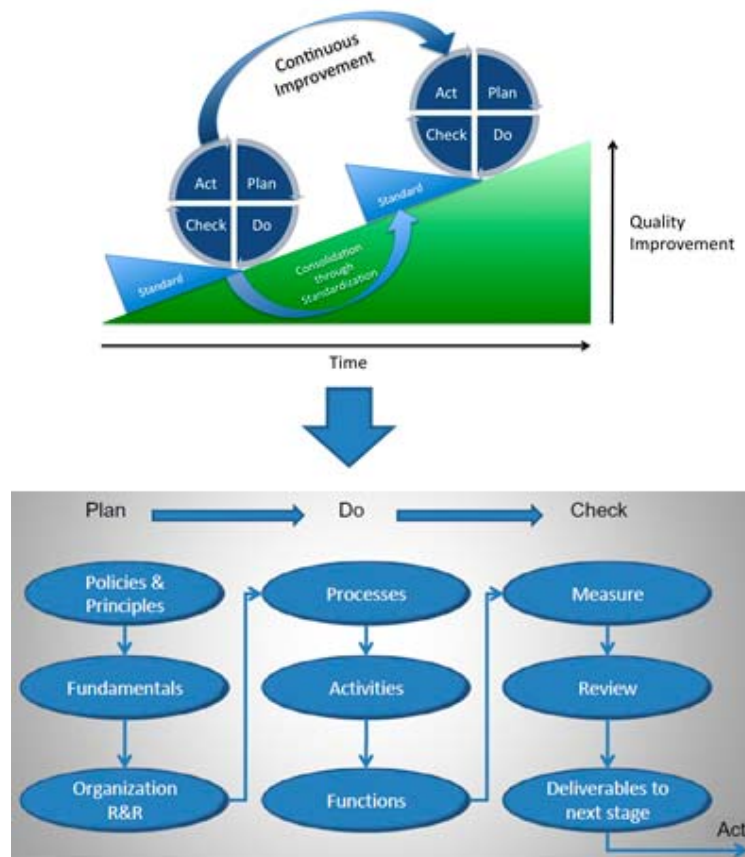 Continuous
Improvement
Act
Plan
Check
Do
Act
Plan
Check
Do
Standard
Standard
Consolidation
through
Standardization
Quality
Improvement
Time
Plan
Do
Check
Policies &
Principles
Processes
Measure
Fundamentals
Activities
Review
Organization
R&R
Functions
Deliverables to
next stage
Act